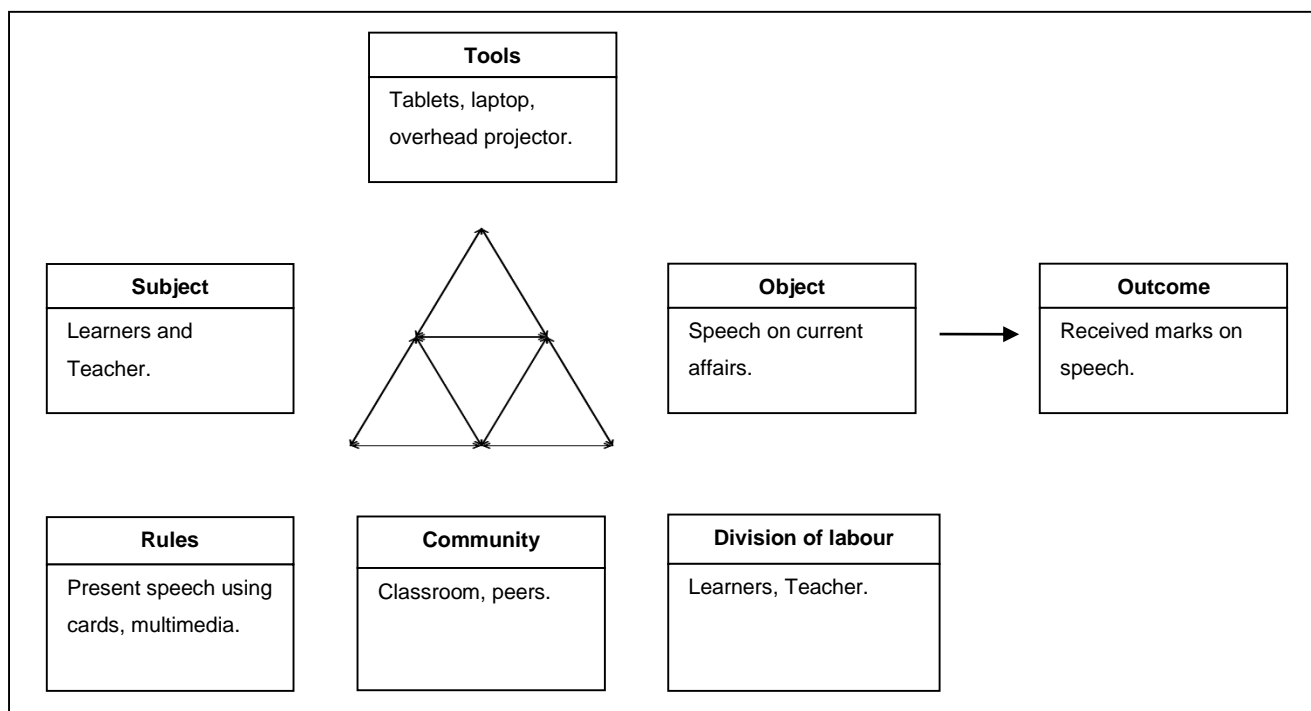 Tools
Tablets, laptop,
overhead projector.
Subject
Learners and
Teacher.
Object
Speech on current
affairs.
Outcome
Received marks on
speech.
Rules
Present speech using
cards, multimedia.
Community
Classroom, peers.
Division of labour
Learners, Teacher.